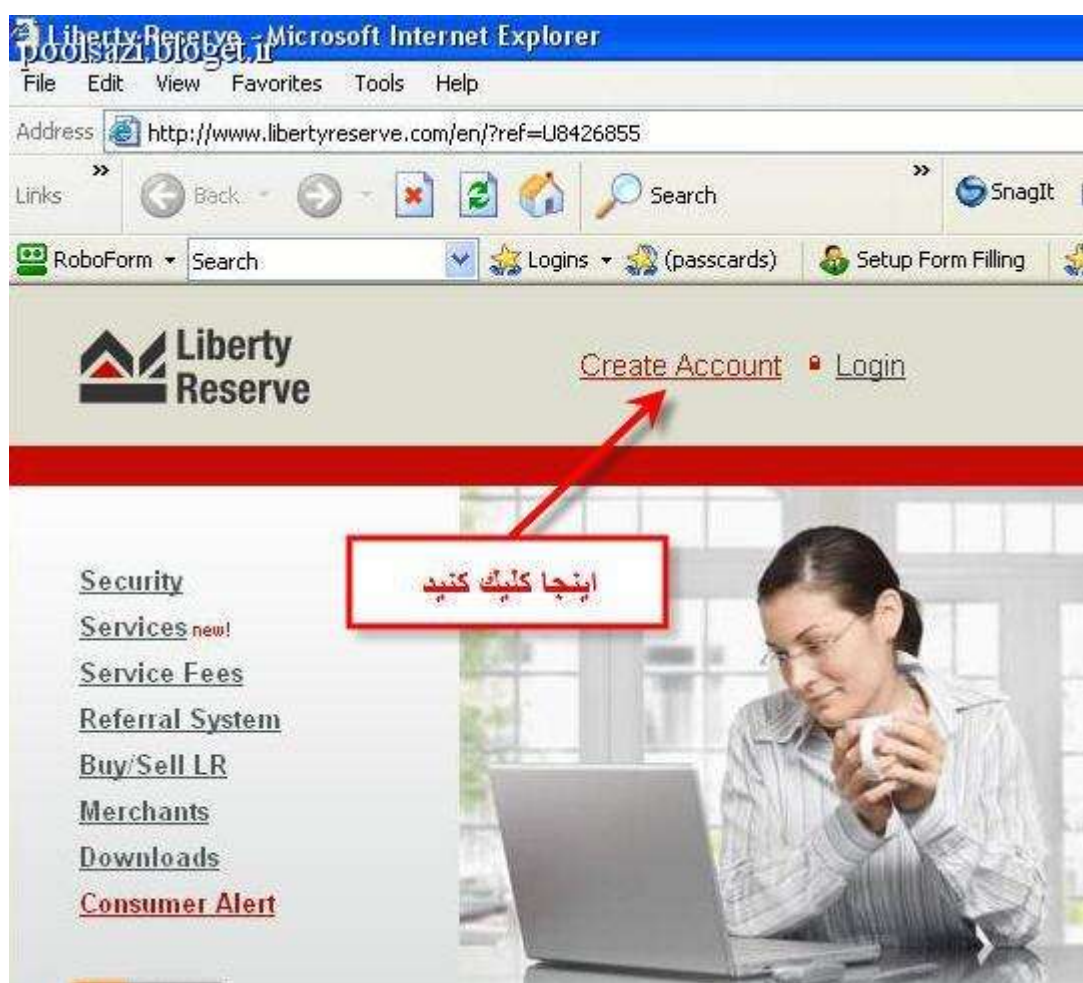 Liberty Reserve - Microsoft Internet Explorer
poolsazi.bloget.ir
File Edit View Favorites Tools Help
Address http://www.libertyreserve.com/en/?ref=U8426855
Links » Back Search » SnagIt
RoboForm Search Logins (passcards) Setup Form Filling
Liberty
Reserve
Create Account Login
اینجا کلیک کنید
Security
Services new!
Service Fees
Referral System
Buy/Sell LR
Merchants
Downloads
Consumer Alert